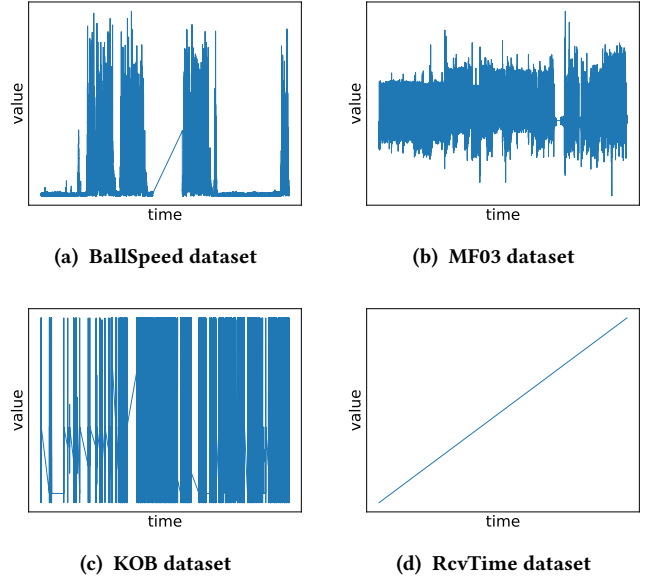 value
value
time
time
(a) BallSpeed dataset
(b) MF03 dataset
value
value
time
time
(c) KOB dataset
(d) RcvTime dataset